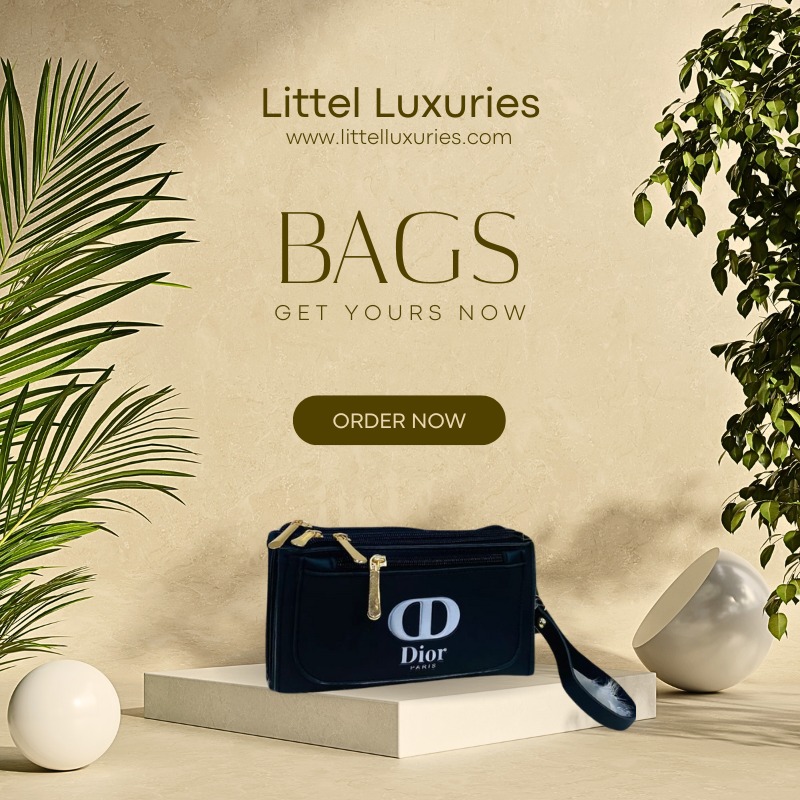 Littel Luxuries
www.littelluxuries.com
BAGS
GET YOURS NOW
ORDER NOW
Dior
PARIS